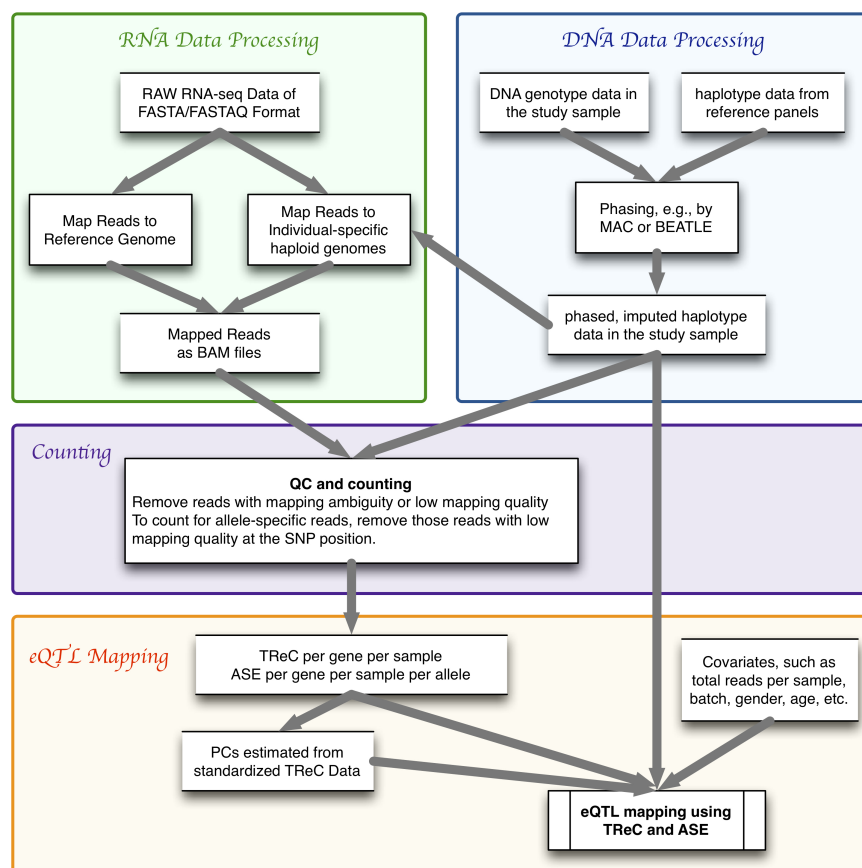 RNA Data Processing
RAW RNA-seq Data of
FASTA/FASTAQ Format
Map Reads to
Reference Genome
Map Reads to
Individual-specific
haploid genomes
Mapped Reads
as BAM files
DNA Data Processing
DNA genotype data in
the study sample
haplotype data from
reference panels
Phasing, e.g., by
MAC or BEATLE
phased, imputed haplotype
data in the study sample
Counting
QC and counting
Remove reads with mapping ambiguity or low mapping quality
To count for allele-specific reads, remove those reads with low
mapping quality at the SNP position.
eQTL Mapping
TReC per gene per sample
ASE per gene per sample per allele
Covariates, such as
total reads per sample,
batch, gender, age, etc.
PCs estimated from
standardized TReC Data
eQTL mapping using
TReC and ASE